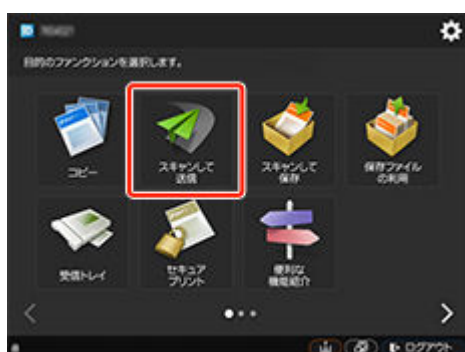 目的のファンクションを選択します。
コピー
スキャンして
送信
スキャンして
保存
保存ファイル
の利用
受信トレイ
セキュア
プリント
便利な
機能紹介
ログアウト